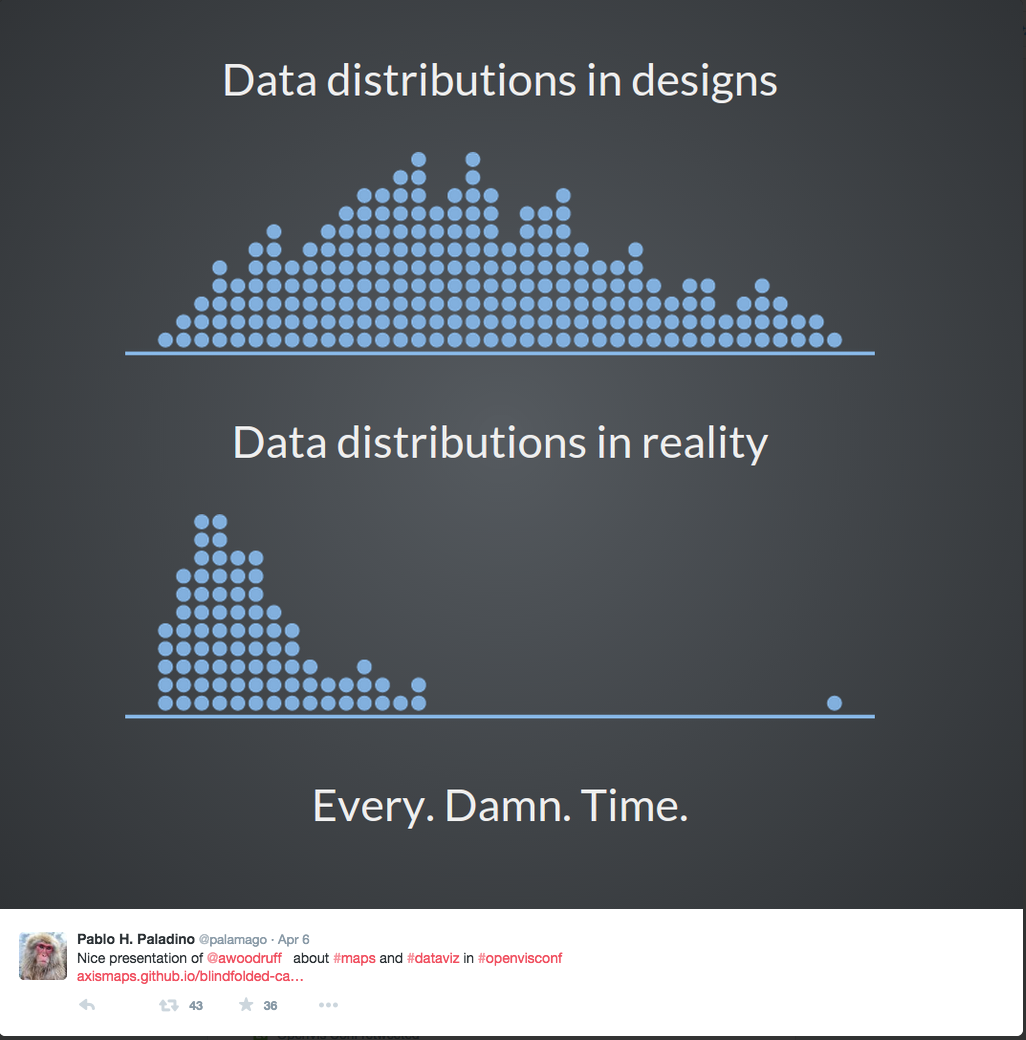 Data distributions in designs
Data distributions in reality
Every. Damn. Time.
Pablo H. Paladino @palamago · Apr 6
Nice presentation of @awoodruff about #maps and #dataviz in #openvisconf
axismaps.github.io/blindfolded-ca…
43 36